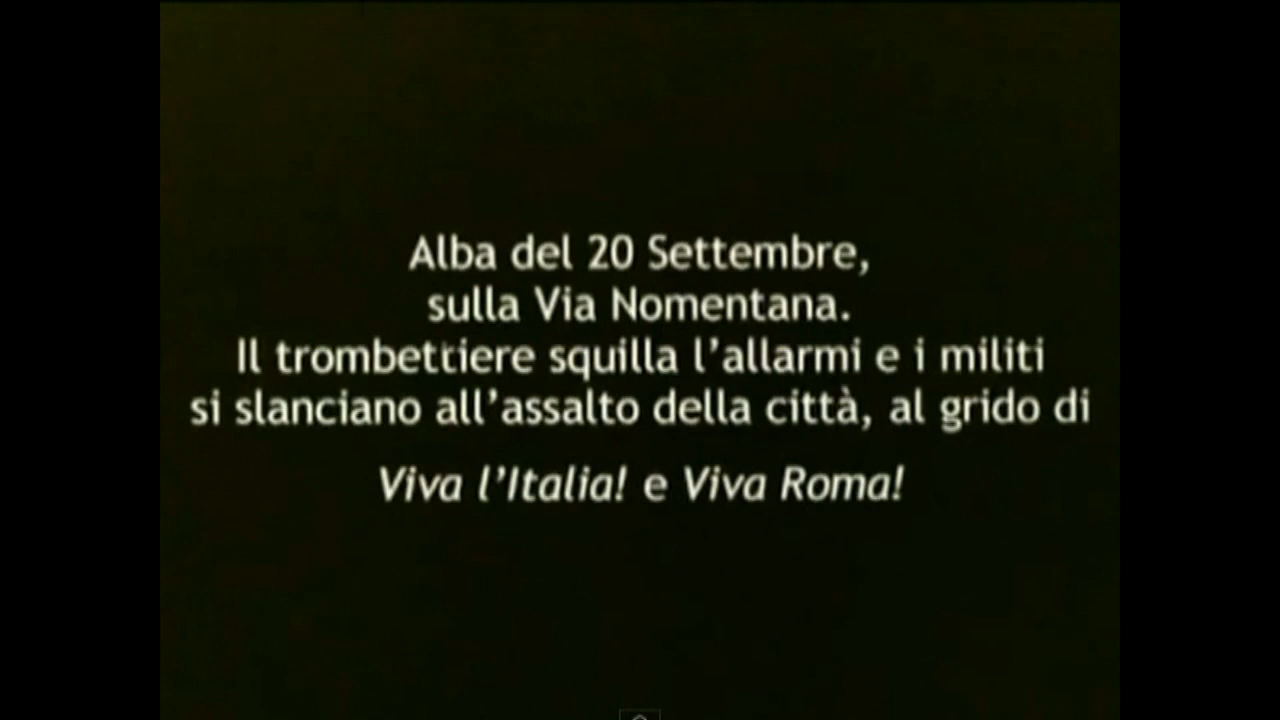 Alba del 20 Settembre,
sulla Via Nomentana.
Il trombettiere squilla l’allarmi e i militi
si slanciano all’assalto della città, al grido di
Viva l’Italia! e Viva Roma!